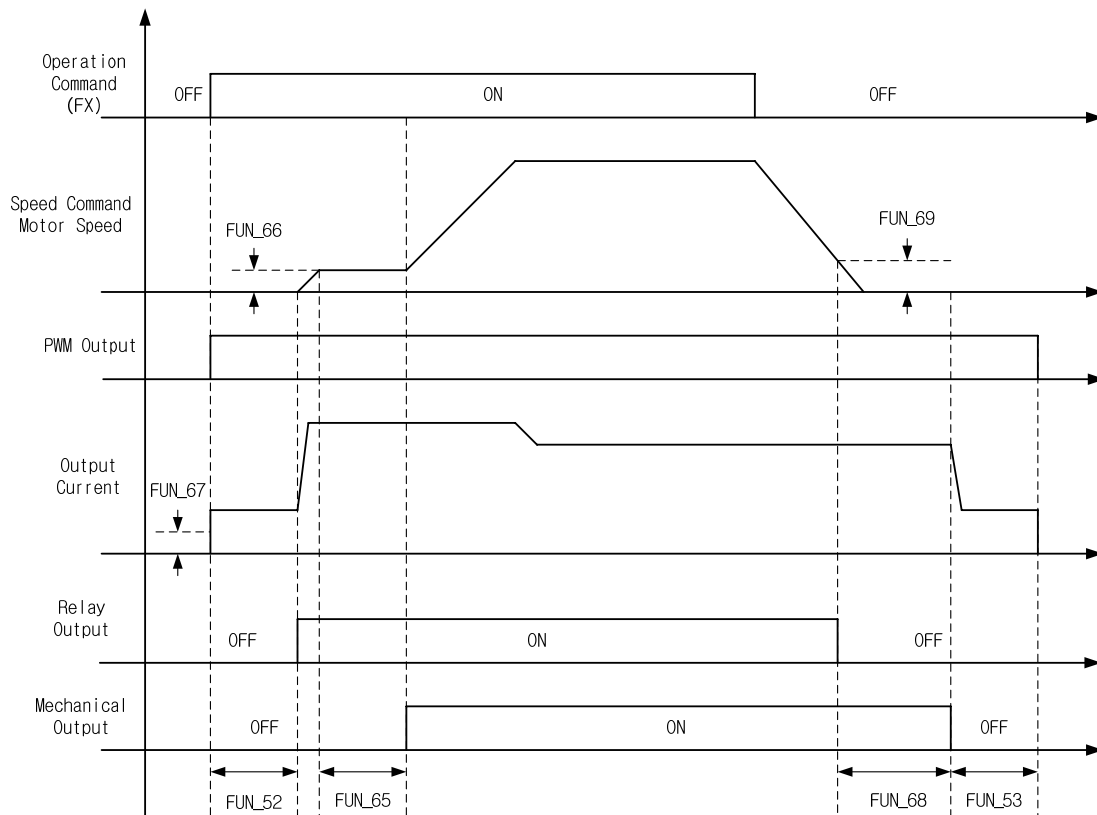 Operation
Command
(FX)
OFF
ON
OFF
Speed Command
Motor Speed
FUN_66
FUN_69
PWM Output
Output
Current
FUN_67
Relay
Output
OFF
ON
OFF
Mechanical
Output
OFF
ON
OFF
FUN_52
FUN_65
FUN_68
FUN_53